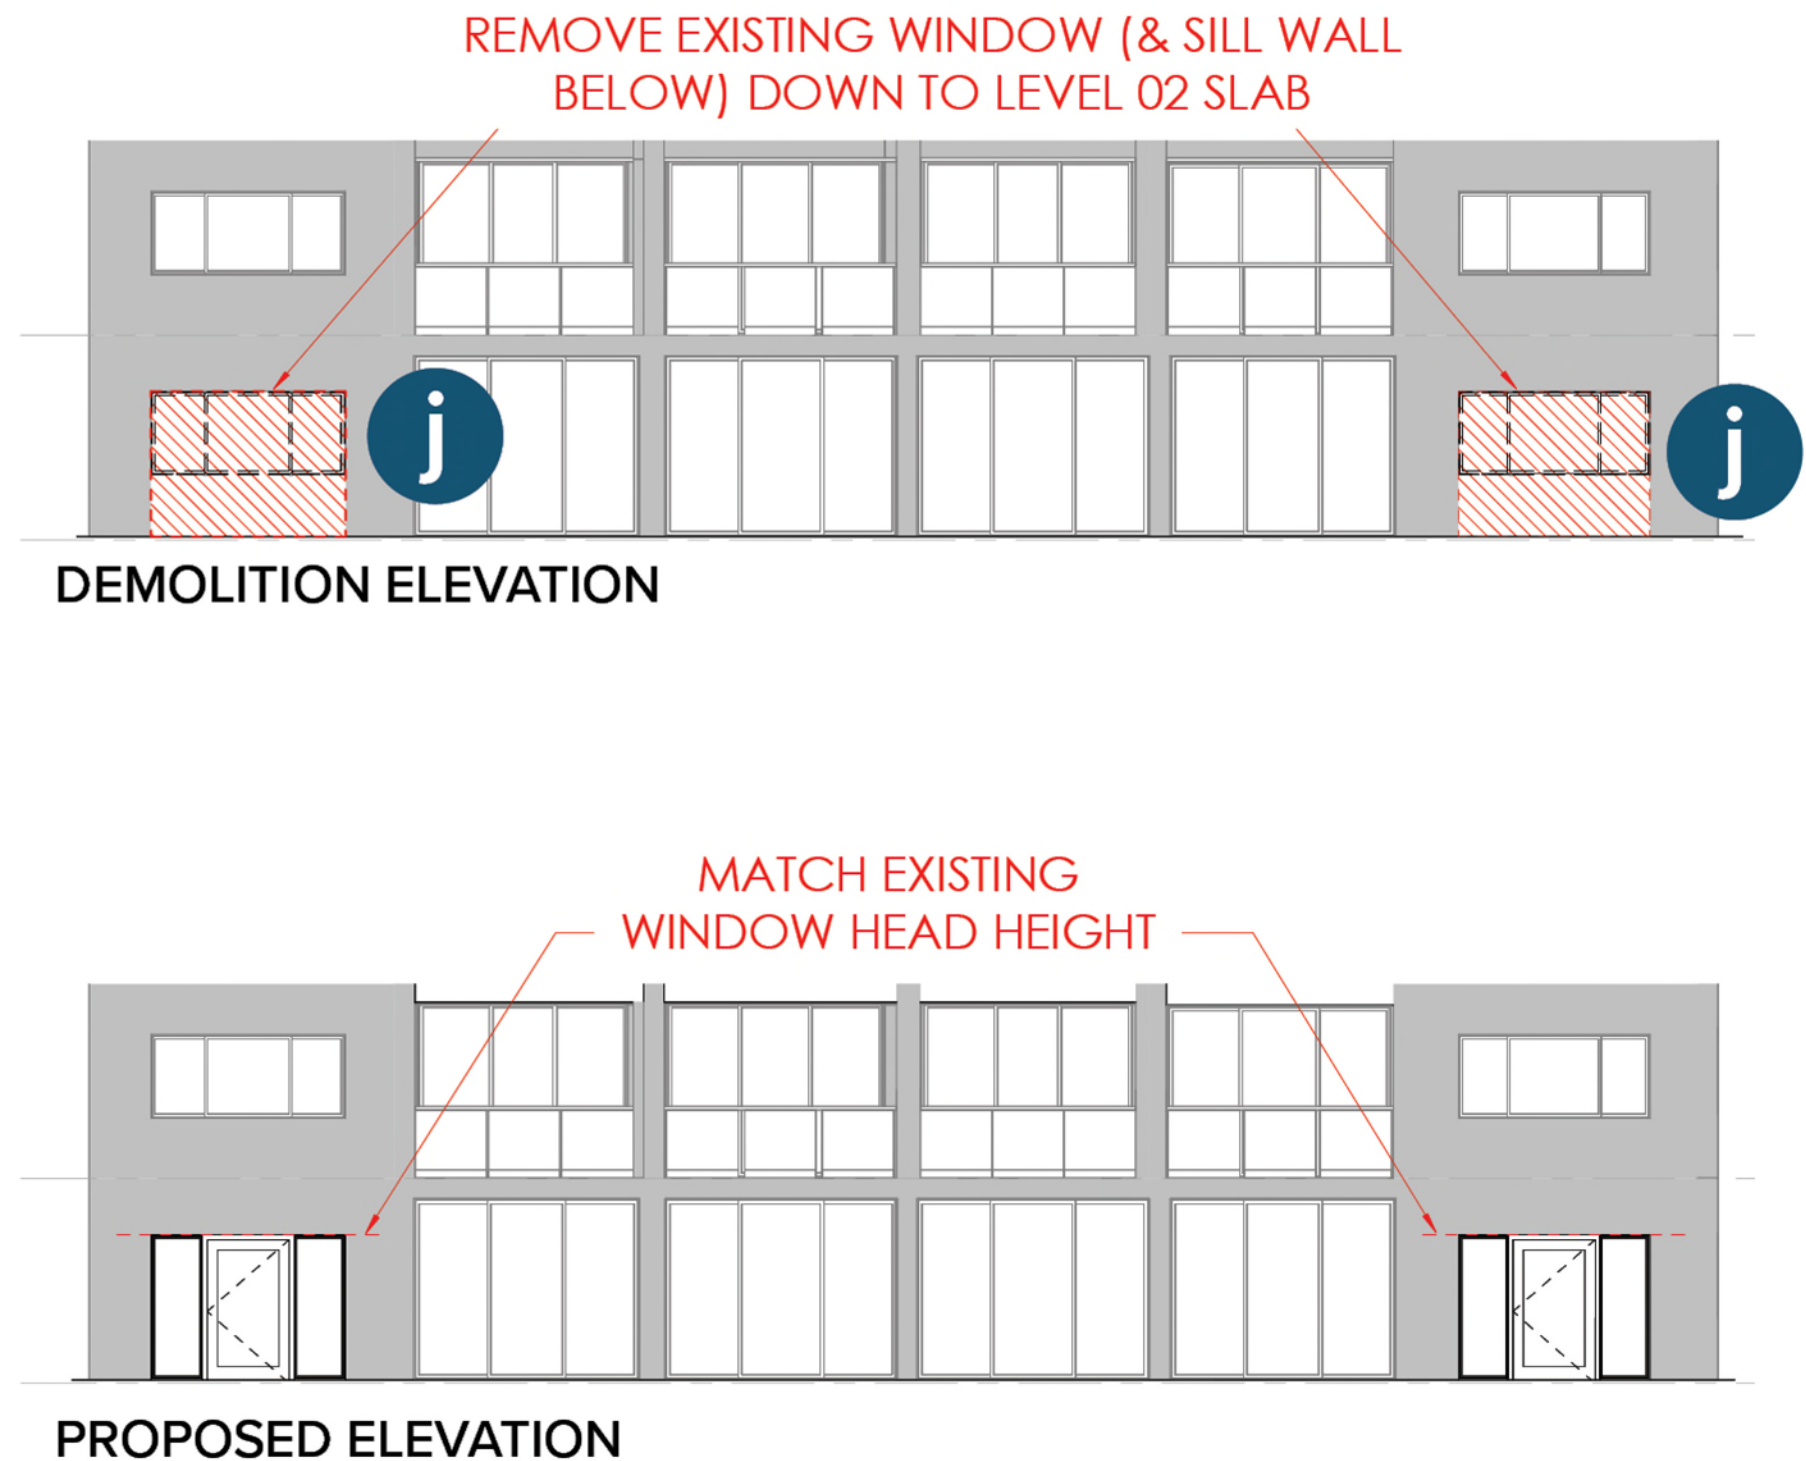 REMOVE EXISTING WINDOW (& SILL WALL
BELOW) DOWN TO LEVEL 02 SLAB
j
j
DEMOLITION ELEVATION
MATCH EXISTING
WINDOW HEAD HEIGHT
PROPOSED ELEVATION